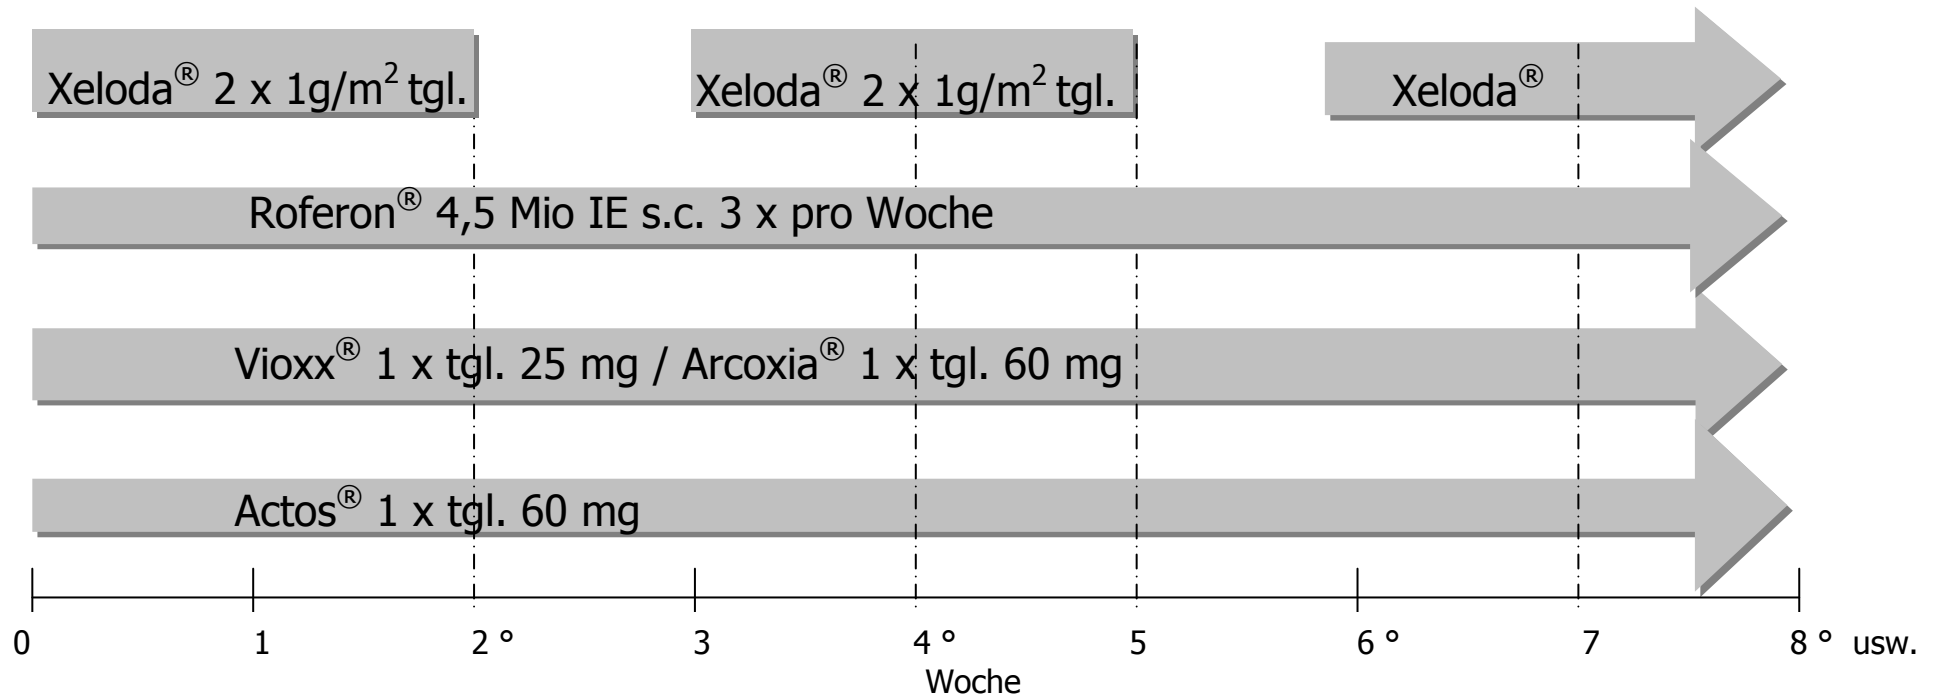 Xeloda® 2 x 1g/m² tgl. Xeloda® 2 x 1g/m² tgl. Xeloda®
Roferon® 4,5 Mio IE s.c. 3 x pro Woche
Vioxx® 1 x tgl. 25 mg / Arcoxia® 1 x tgl. 60 mg
Actos® 1 x tgl. 60 mg
0 1 2 ° 3 4 ° 5 6 ° 7 8 ° usw.
Woche